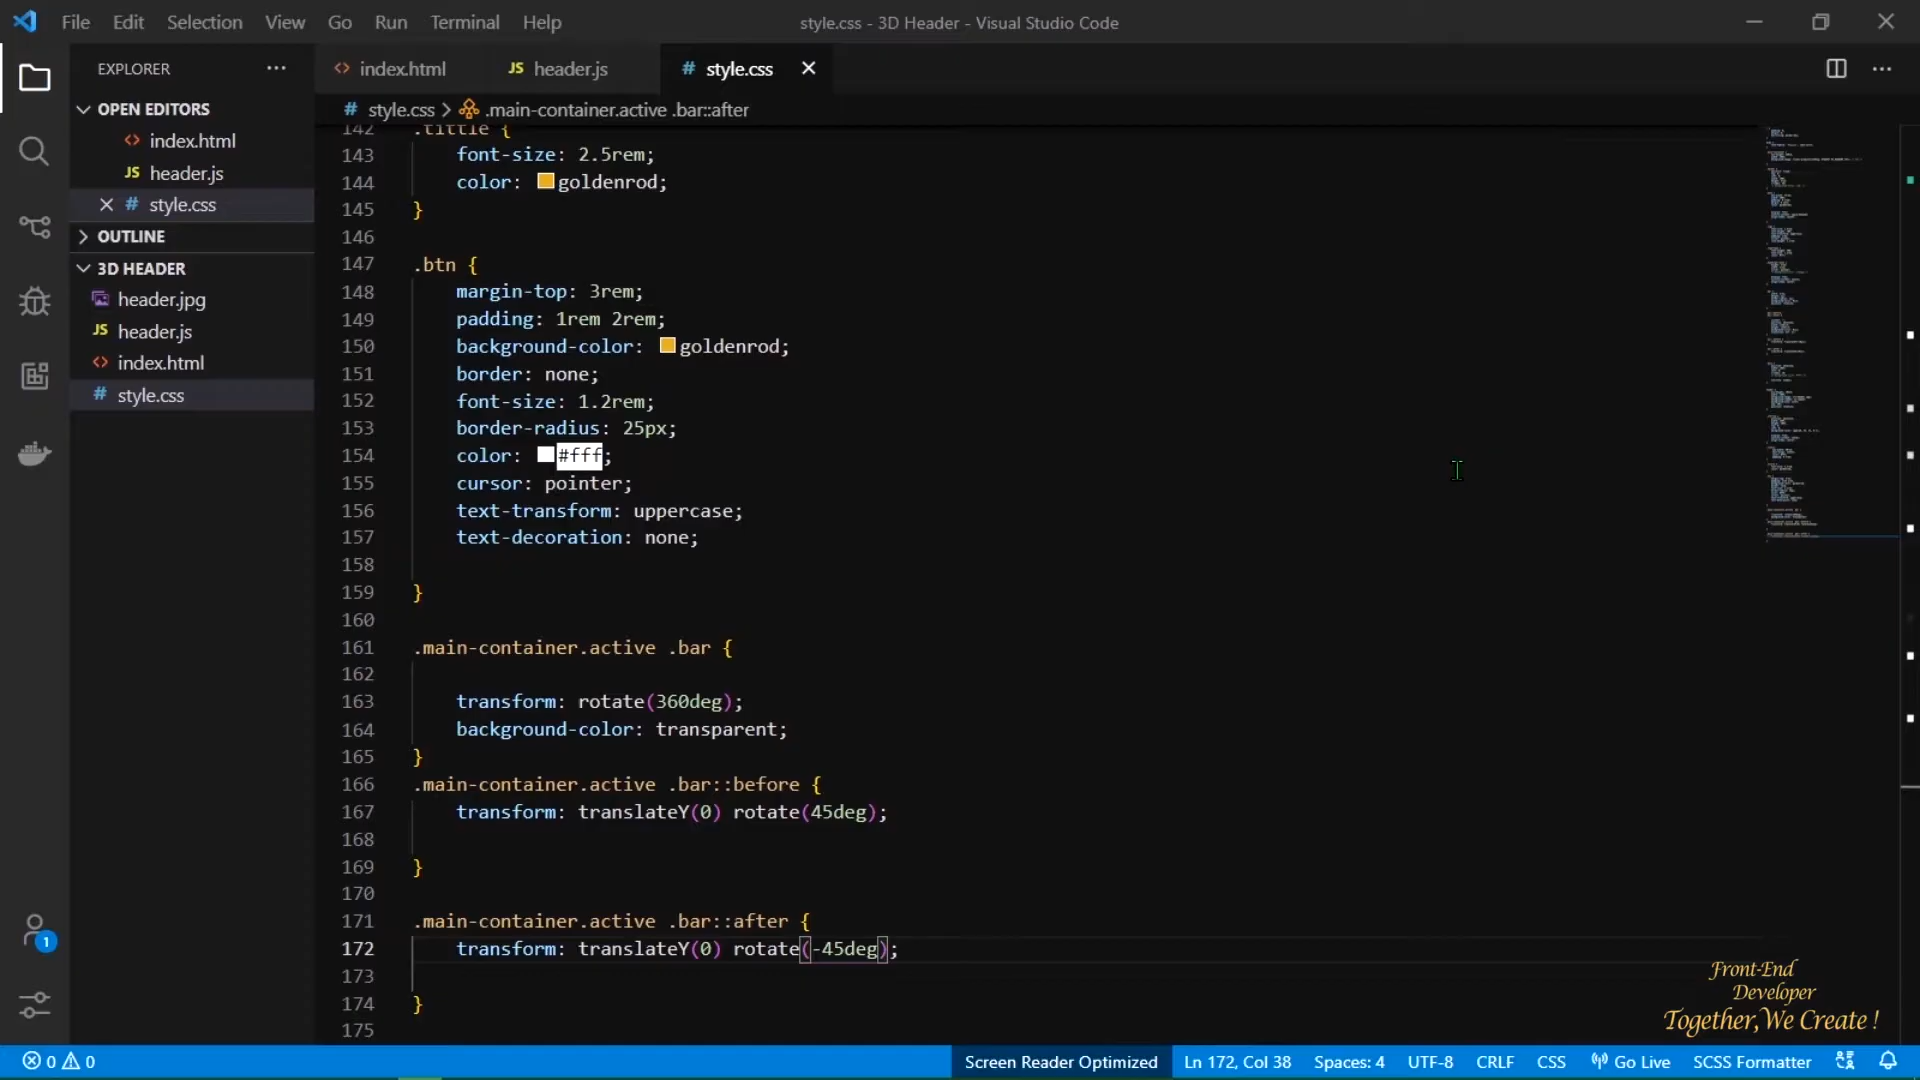 File Edit Selection View Go Run Terminal Help
style.css - 3D Header - Visual Studio Code
EXPLORER
index.html
JS header.js
# style.css
# style.css > .main-container.active .bar::after
OPEN EDITORS
index.html
JS header.js
# style.css
OUTLINE
3D HEADER
header.jpg
JS header.js
index.html
# style.css
142 .tittle {
143 font-size: 2.5rem;
144 color: goldenrod;
145 }
146
147 .btn {
148 margin-top: 3rem;
149 padding: 1rem 2rem;
150 background-color: goldenrod;
151 border: none;
152 font-size: 1.2rem;
153 border-radius: 25px;
154 color: #fff;
155 cursor: pointer;
156 text-transform: uppercase;
157 text-decoration: none;
158
159 }
160
161 .main-container.active .bar {
162
163 transform: rotate(360deg);
164 background-color: transparent;
165 }
166 .main-container.active .bar::before {
167 transform: translateY(0) rotate(45deg);
168
169 }
170
171 .main-container.active .bar::after {
172 transform: translateY(0) rotate(-45deg);
173
174 }
175
1
Front-End
Developer
Together,We Create !
0 0
Screen Reader Optimized Ln 172, Col 38 Spaces: 4 UTF-8 CRLF CSS Go Live SCSS Formatter